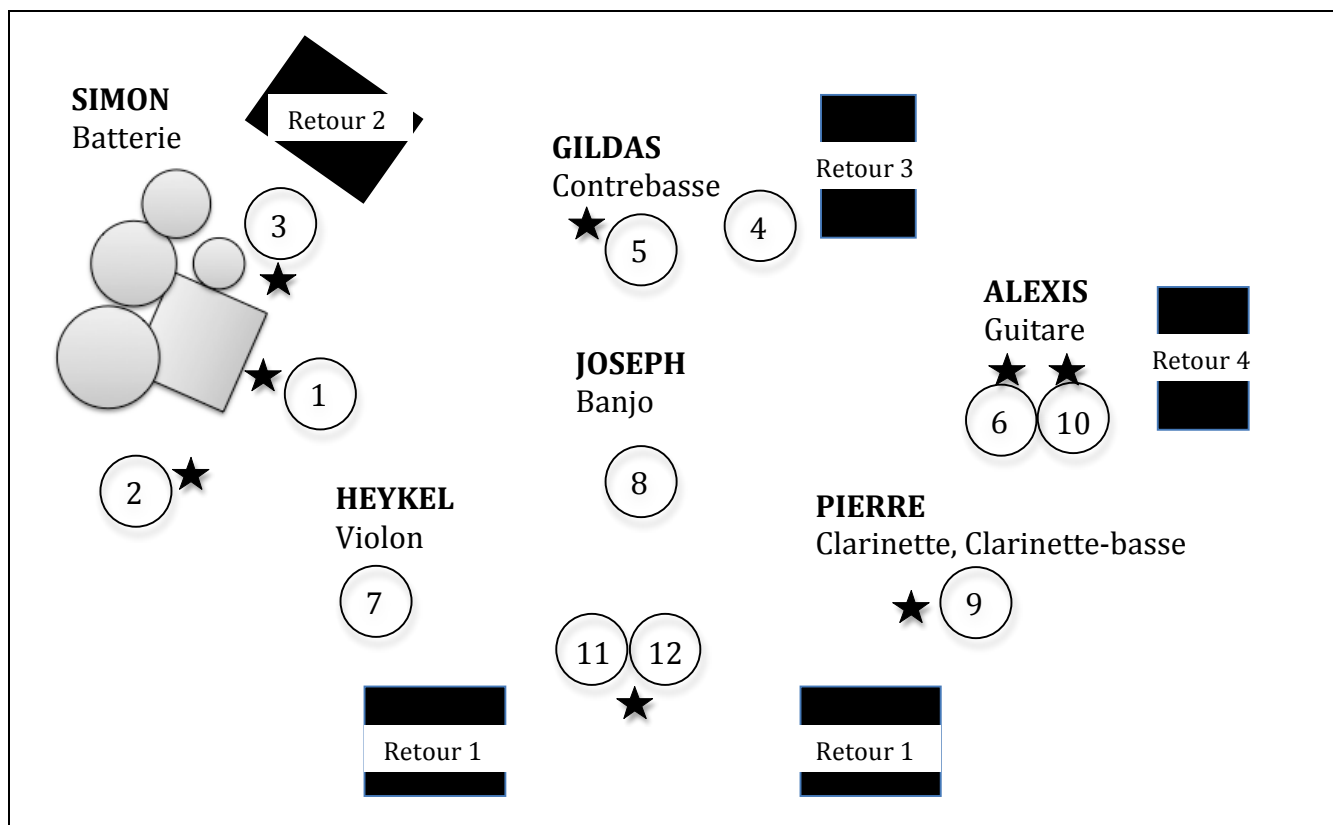 SIMON
Batterie
Retour 2
3
GILDAS
Contrebasse
5
4
Retour 3
1
2
JOSEPH
Banjo
8
ALEXIS
Guitare
6
10
Retour 4
HEYKEL
Violon
7
PIERRE
Clarinette, Clarinette-basse
9
11
12
Retour 1
Retour 1